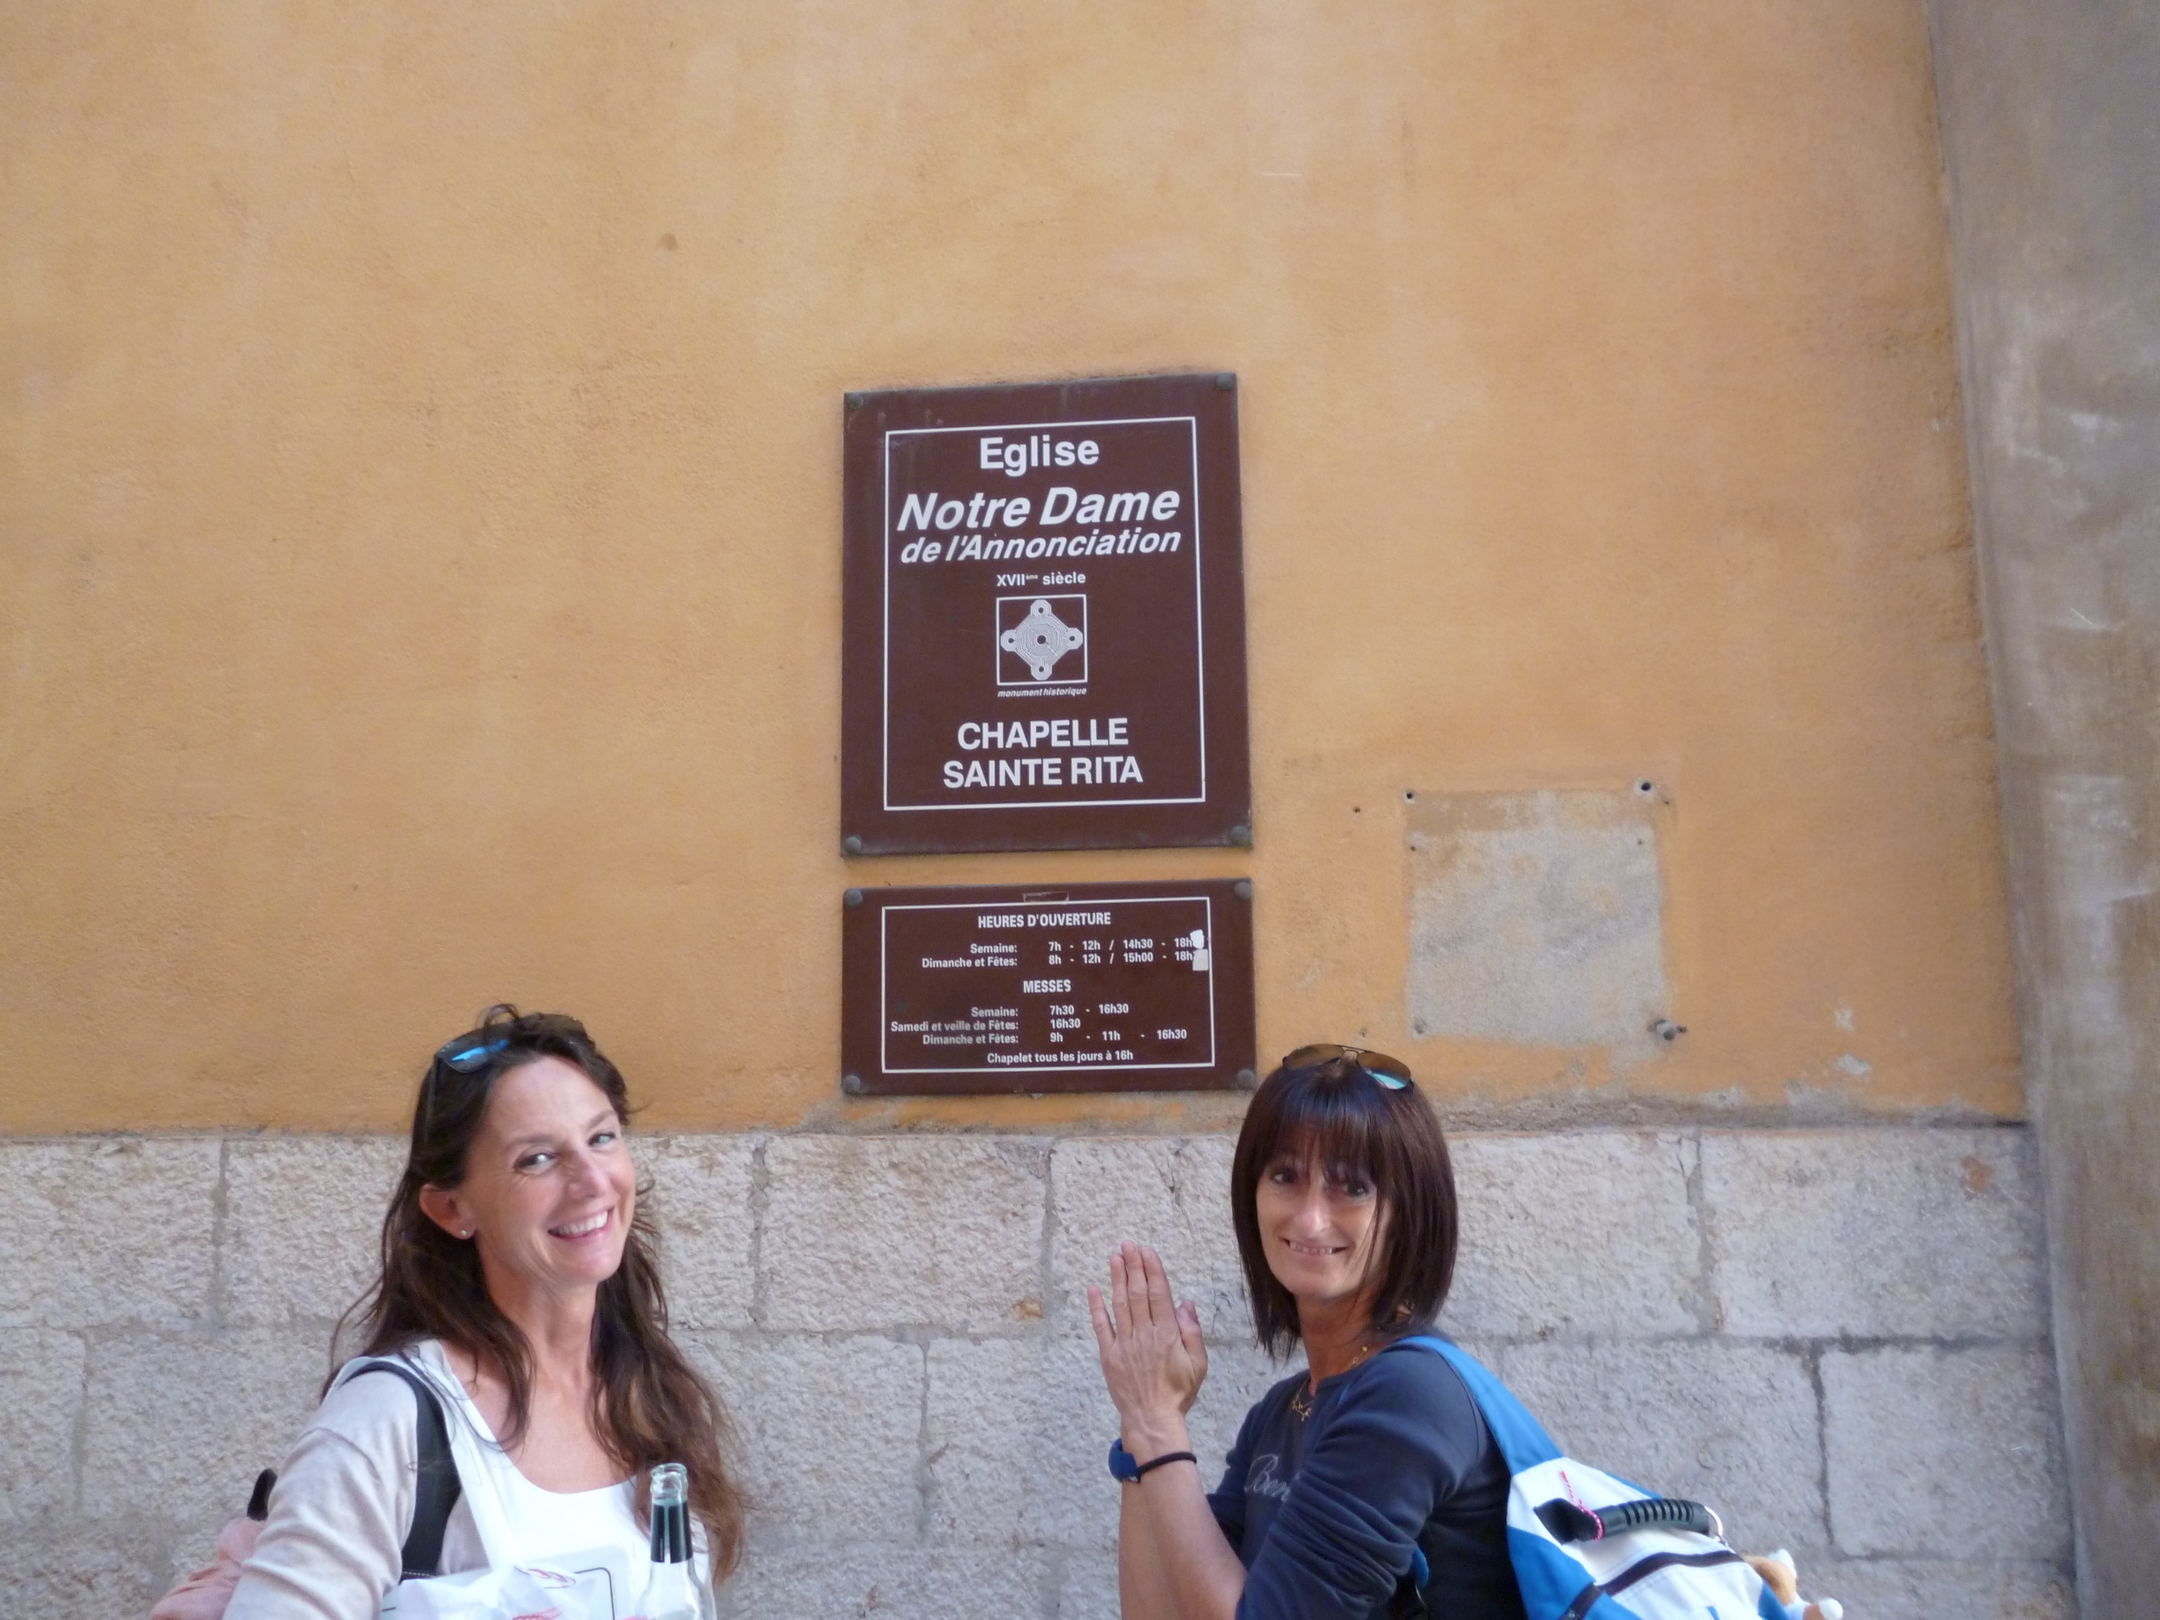 Eglise
Notre Dame
de l'Annonciation
XVIIème siècle
monument historique
CHAPELLE
SAINTE RITA
HEURES D'OUVERTURE
Semaine: 7h - 12h / 14h30 - 18h
Dimanche et Fêtes: 8h - 12h / 15h00 - 18h
MESSES
Semaine: 7h30 - 16h30
Samedi et veille de Fêtes: 16h30
Dimanche et Fêtes: 9h - 11h - 16h30
Chapelet tous les jours à 16h